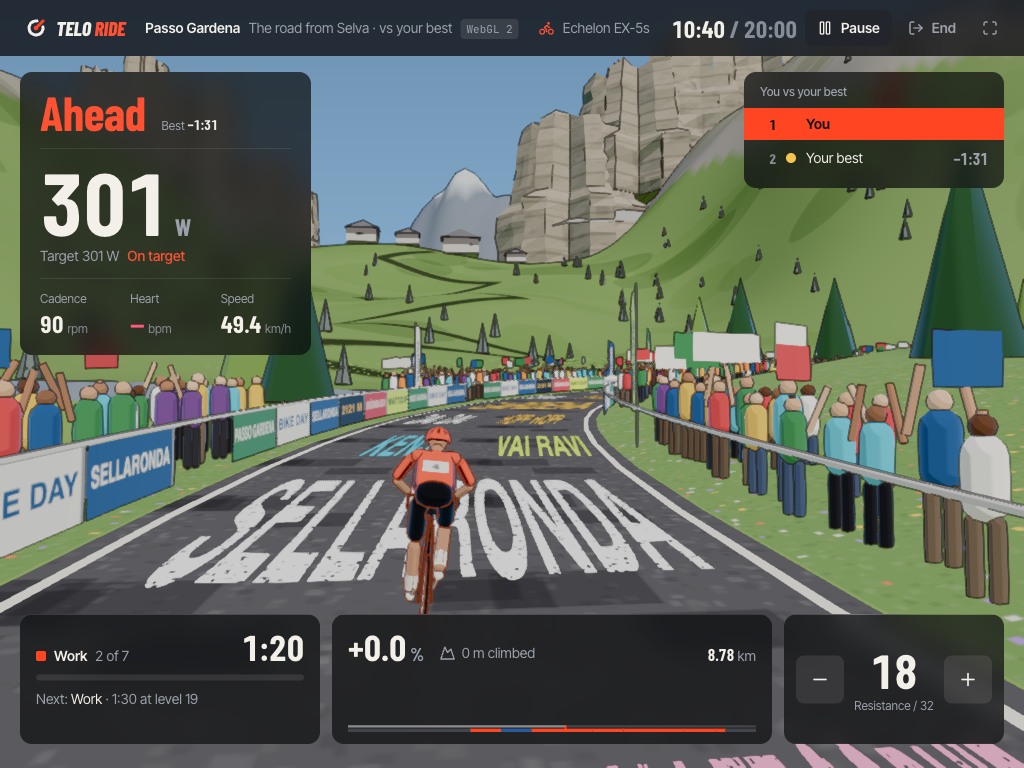 TELO RIDE Passo Gardena The road from Selva · vs your best WebGL 2 Echelon EX-5s 10:40 / 20:00 Pause End
Ahead Best −1:31
301 W
Target 301 W On target
Cadence Heart Speed
90 rpm – bpm 49.4 km/h
You vs your best
1 You
2 Your best −1:31
PASSO GARDENA BIKE DAY SELLARONDA
E DAY SELLARONDA
VAI RAVI
SELLARONDA
Work 2 of 7 1:20
Next: Work · 1:30 at level 19
+0.0 % 0 m climbed 8.78 km
− 18 +
Resistance / 32